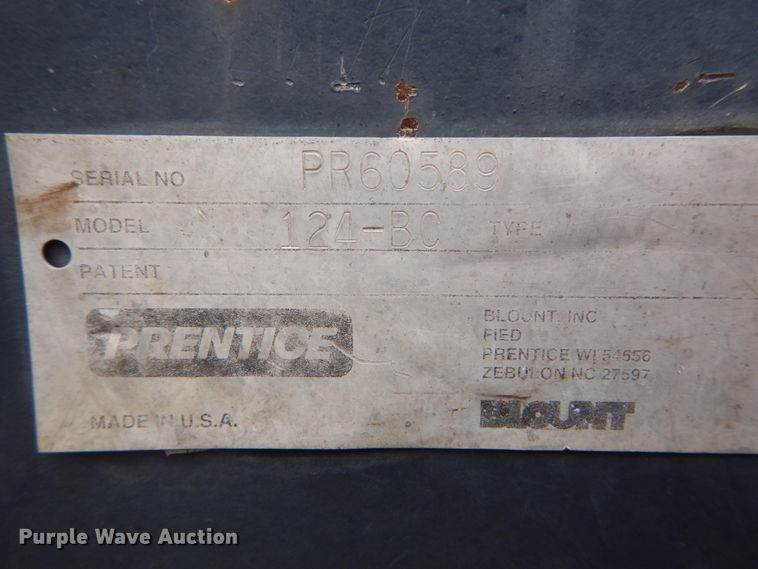 SERIAL NO PR60589
MODEL 124-BC TYPE
PATENT
PRENTICE
BLOUNT, INC
FIED
PRENTICE WI 54556
ZEBULON NC 27597
MADE IN U.S.A.
BLOUNT
Purple Wave Auction